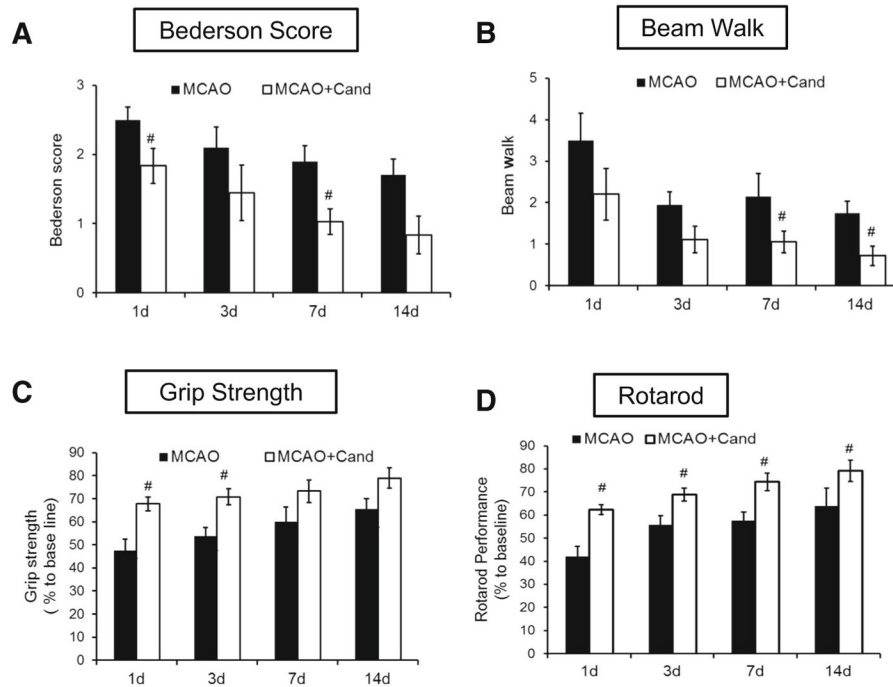 A
Bederson Score
MCAO MCAO+Cand
3
2
1
0
Bederson score
# #
1d 3d 7d 14d
B
Beam Walk
MCAO MCAO+Cand
5
4
3
2
1
0
Beam walk
# #
1d 3d 7d 14d
C
Grip Strength
MCAO MCAO+Cand
90
80
70
60
50
40
30
20
10
0
Grip strength
( % to base line)
# #
1d 3d 7d 14d
D
Rotarod
MCAO MCAO+Cand
90
80
70
60
50
40
30
20
10
0
Rotarod Performance
(% to baseline)
# # # #
1d 3d 7d 14d